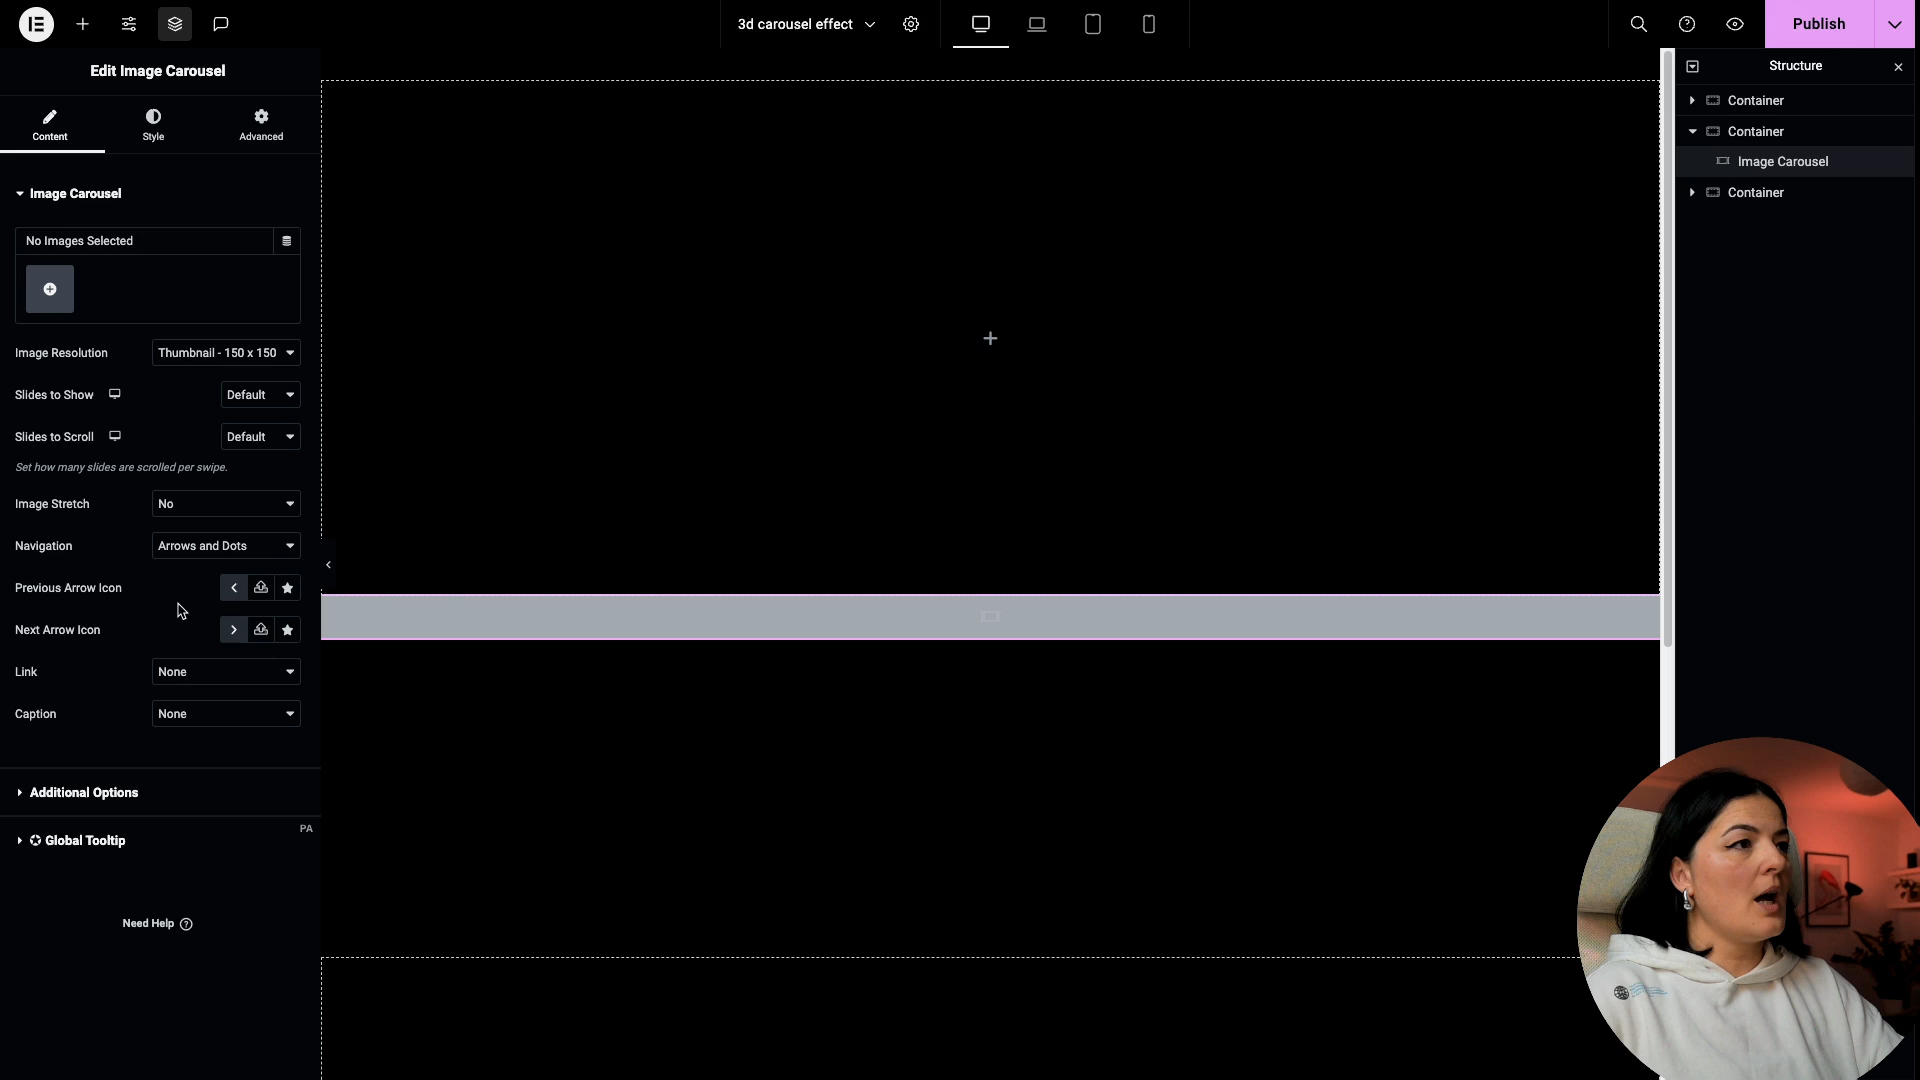 3d carousel effect
Publish
Edit Image Carousel
Content
Style
Advanced
Image Carousel
No Images Selected
Image Resolution
Thumbnail - 150 x 150
Slides to Show
Default
Slides to Scroll
Default
Set how many slides are scrolled per swipe.
Image Stretch
No
Navigation
Arrows and Dots
Previous Arrow Icon
Next Arrow Icon
Link
None
Caption
None
Additional Options
PA
Global Tooltip
Need Help
Structure
Container
Container
Image Carousel
Container